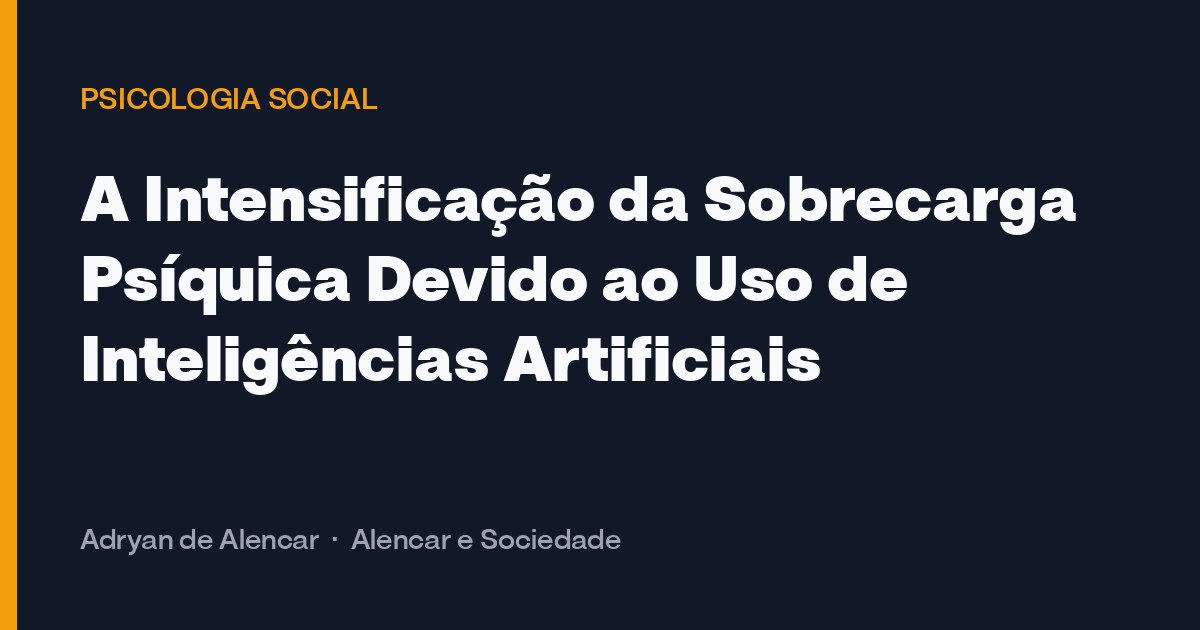 PSICOLOGIA SOCIAL
A Intensificação da Sobrecarga
Psíquica Devido ao Uso de
Inteligências Artificiais
Adryan de Alencar · Alencar e Sociedade